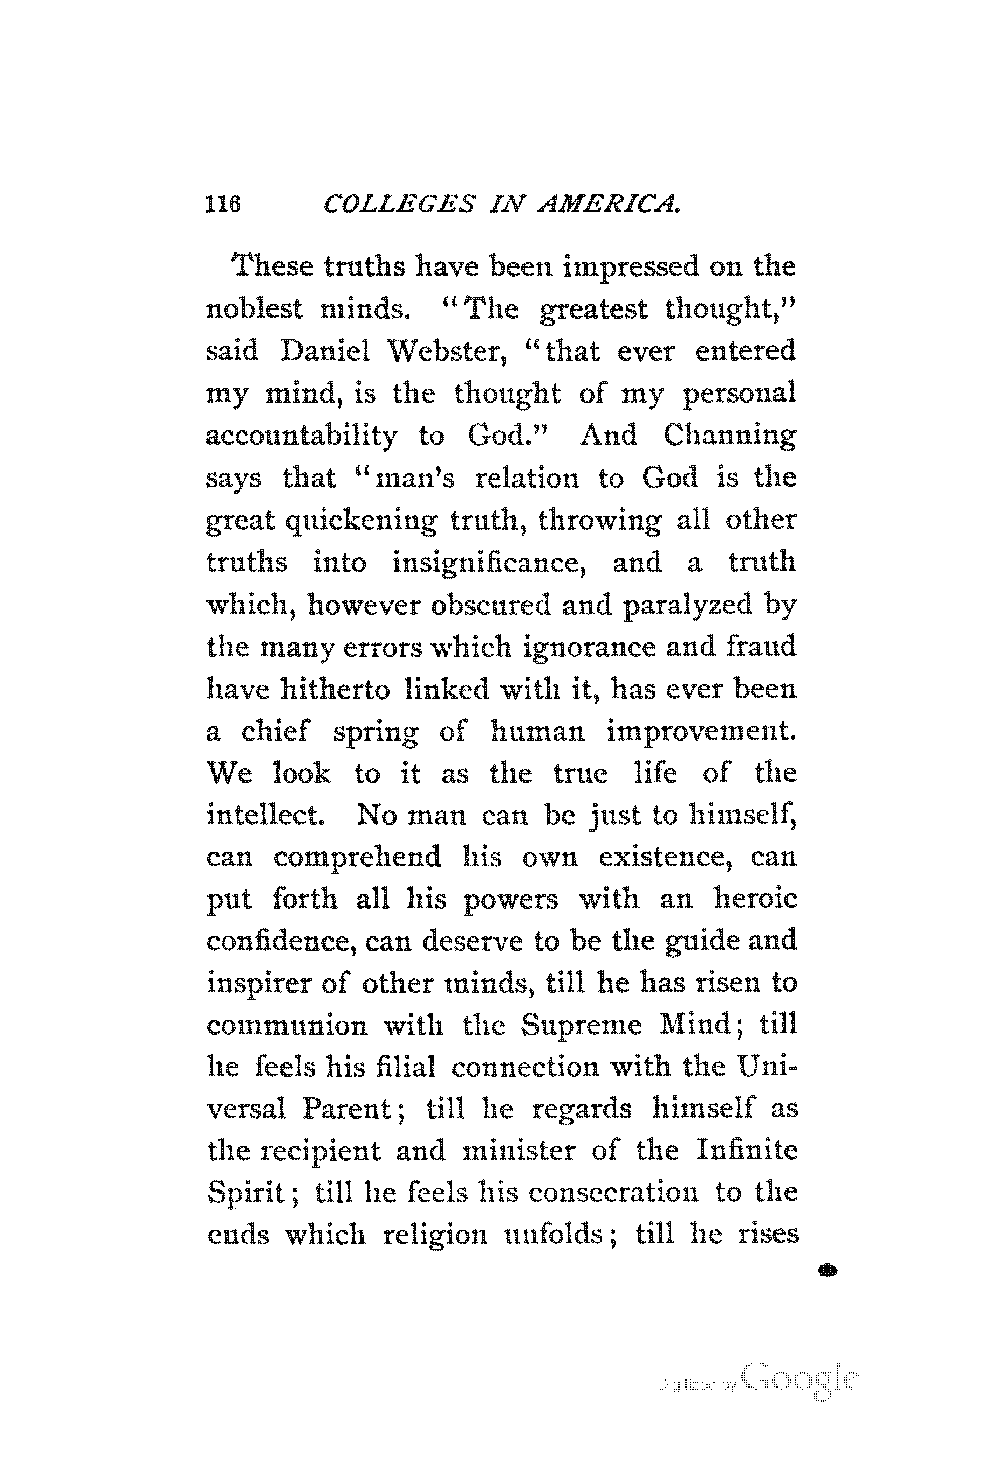 116 COLLEGES IN AMERICA.
These truths have been impressed on the
noblest minds. "The greatest thought,"
said Daniel Webster, "that ever entered
my mind, is the thought of my personal
accountability to God." And Channing
says that "man's relation to God is the
great quickening truth, throwing all other
truths into insignificance, and a truth
which, however obscured and paralyzed by
the many errors which ignorance and fraud
have hitherto linked with it, has ever been
a chief spring of human improvement.
We look to it as the true life of the
intellect. No man can be just to himself,
can comprehend his own existence, can
put forth all his powers with an heroic
confidence, can deserve to be the guide and
inspirer of other minds, till he has risen to
communion with the Supreme Mind; till
he feels his filial connection with the Uni-
versal Parent; till he regards himself as
the recipient and minister of the Infinite
Spirit; till he feels his consecration to the
ends which religion unfolds; till he rises
Digitized by Google